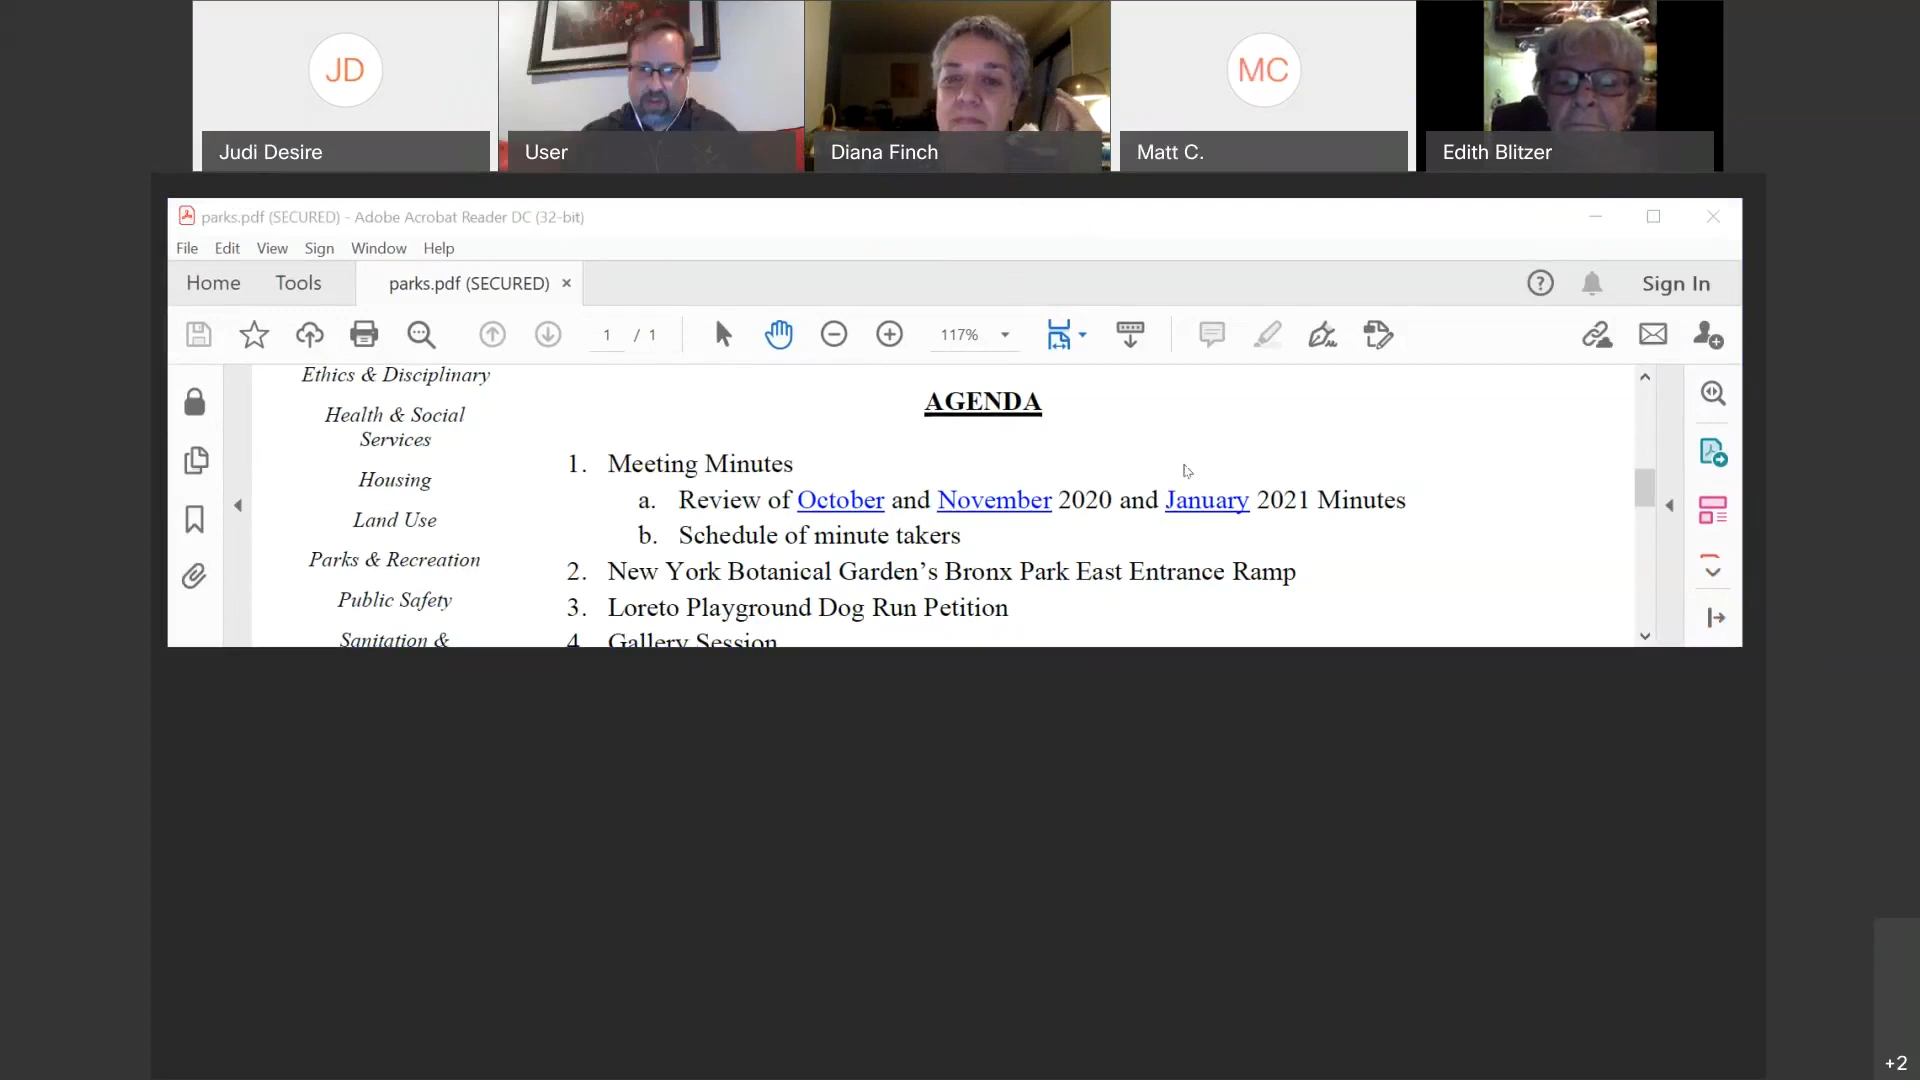 JD
MC
Judi Desire
User
Diana Finch
Matt C.
Edith Blitzer
parks.pdf (SECURED) - Adobe Acrobat Reader DC (32-bit)
File Edit View Sign Window Help
Home Tools parks.pdf (SECURED) × Sign In
1 / 1 117%
Ethics & Disciplinary
Health & Social
Services
Housing
Land Use
Parks & Recreation
Public Safety
Sanitation &
AGENDA
1. Meeting Minutes
a. Review of October and November 2020 and January 2021 Minutes
b. Schedule of minute takers
2. New York Botanical Garden’s Bronx Park East Entrance Ramp
3. Loreto Playground Dog Run Petition
4. Gallery Session
+2